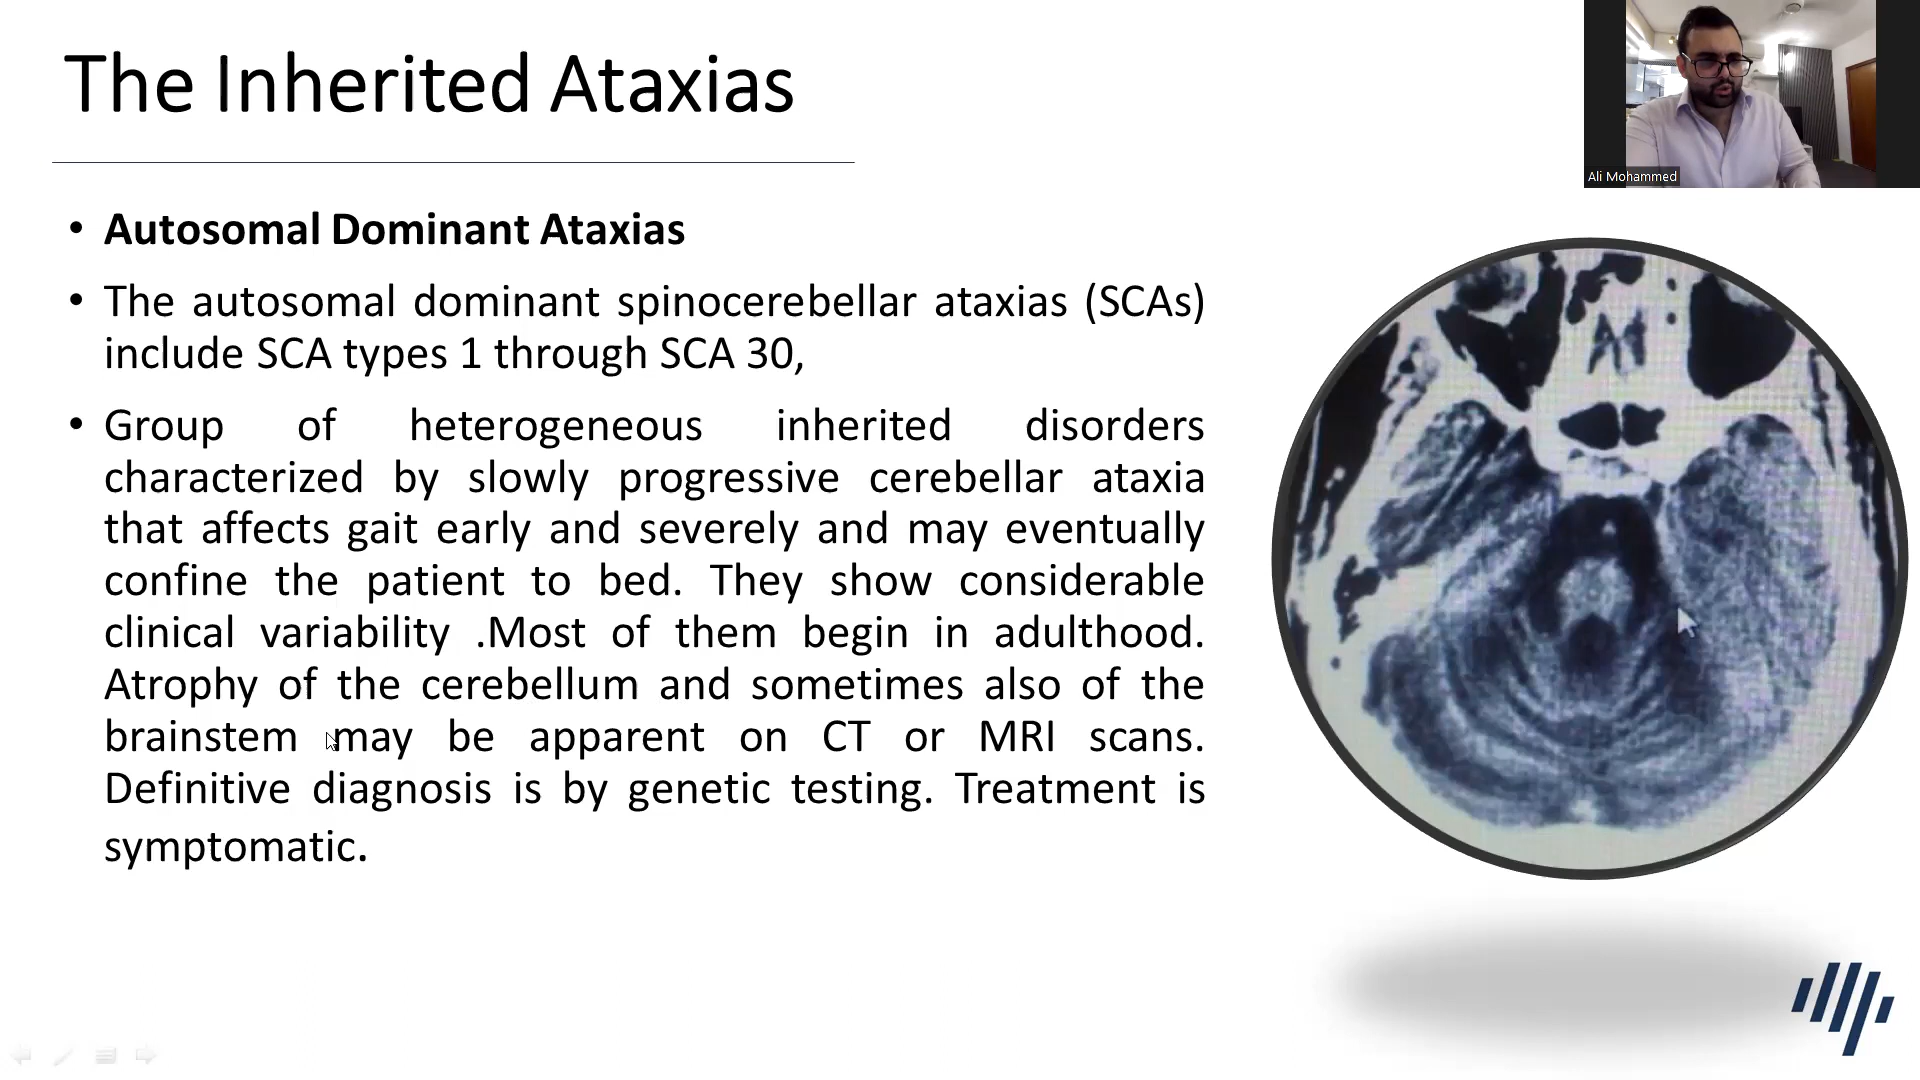 The Inherited Ataxias
Ali Mohammed
• Autosomal Dominant Ataxias
• The autosomal dominant spinocerebellar ataxias (SCAs)
include SCA types 1 through SCA 30,
• Group of heterogeneous inherited disorders
characterized by slowly progressive cerebellar ataxia
that affects gait early and severely and may eventually
confine the patient to bed. They show considerable
clinical variability .Most of them begin in adulthood.
Atrophy of the cerebellum and sometimes also of the
brainstem may be apparent on CT or MRI scans.
Definitive diagnosis is by genetic testing. Treatment is
symptomatic.